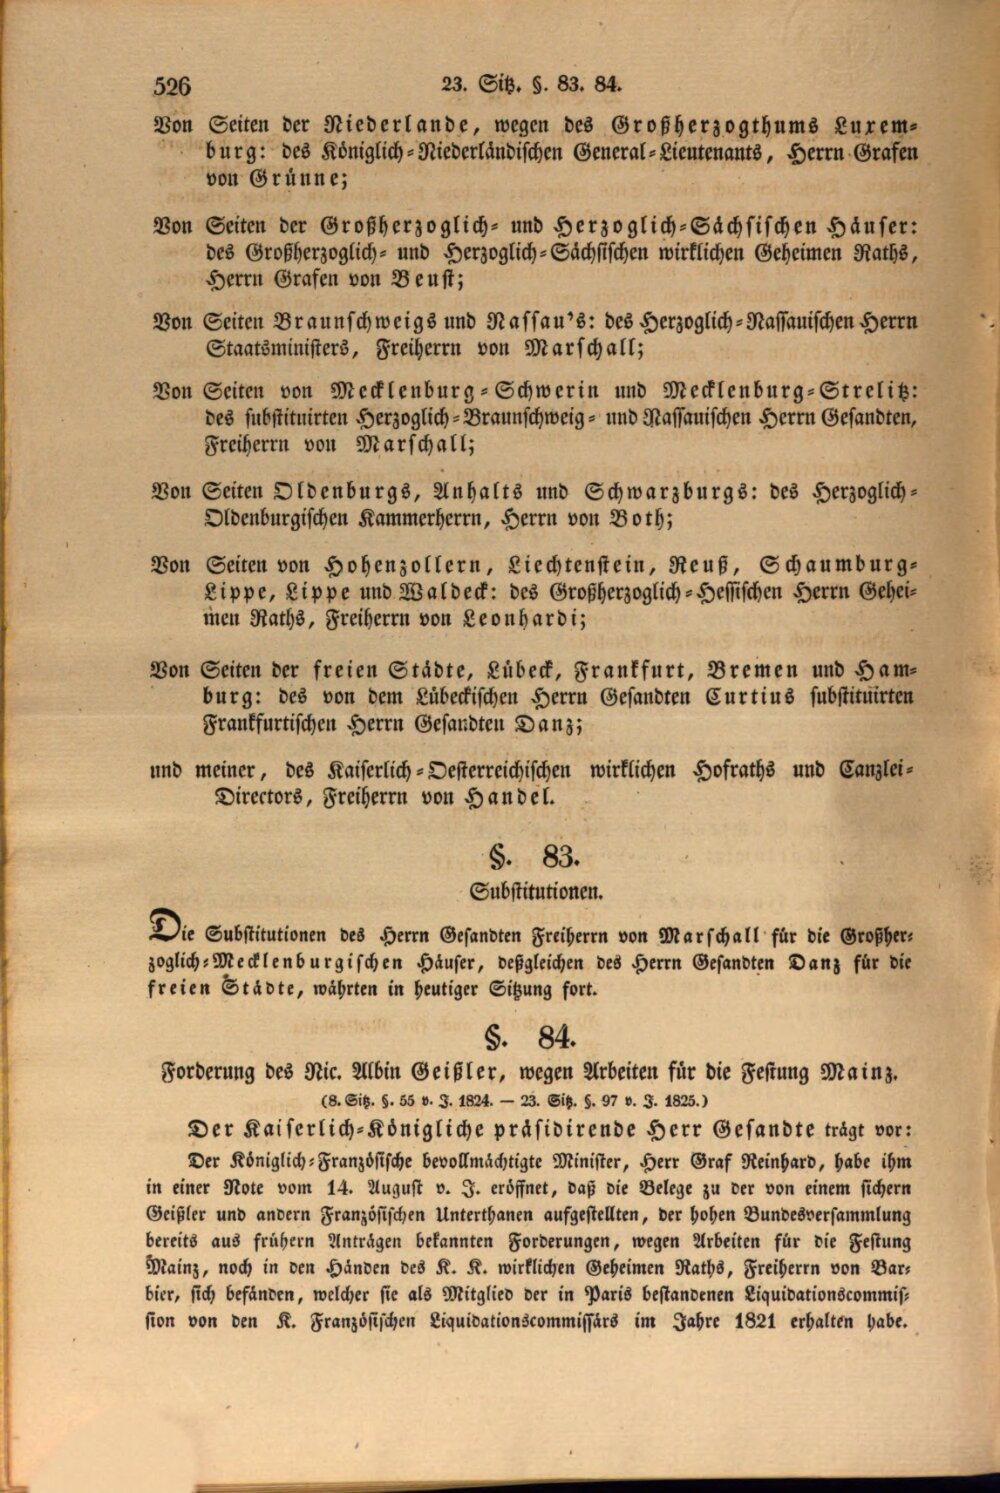 526
23. Sitz. §. 83. 84.
Von Seiten der Niederlande, wegen des Großherzogthums Luxem-
burg: des Königlich-Niederländischen General-Lieutenants, Herrn Grafen
von Grünne;
Von Seiten der Großherzoglich- und Herzoglich-Sächsischen Häuser:
des Großherzoglich- und Herzoglich-Sächsischen wirklichen Geheimen Raths,
Herrn Grafen von Beust;
Von Seiten Braunschweigs und Nassau's: des Herzoglich-Nassauischen Herrn
Staatsministers, Freiherrn von Marschall;
Von Seiten von Mecklenburg-Schwerin und Mecklenburg-Strelitz:
des substituirten Herzoglich-Braunschweig- und Nassauischen Herrn Gesandten,
Freiherrn von Marschall;
Von Seiten Oldenburgs, Anhalts und Schwarzburgs: des Herzoglich-
Oldenburgischen Kammerherrn, Herrn von Both;
Von Seiten von Hohenzollern, Liechtenstein, Reuß, Schaumburg-
Lippe, Lippe und Waldeck: des Großherzoglich-Hessischen Herrn Gehei-
men Raths, Freiherrn von Leonhardi;
Von Seiten der freien Städte, Lübeck, Frankfurt, Bremen und Ham-
burg: des von dem Lübeckischen Herrn Gesandten Curtius substituirten
Frankfurtischen Herrn Gesandten Danz;
und meiner, des Kaiserlich-Oesterreichischen wirklichen Hofraths und Canzlei-
Directors, Freiherrn von Handel.
§. 83.
Substitutionen.
Die Substitutionen des Herrn Gesandten Freiherrn von Marschall für die Großher-
zoglich-Mecklenburgischen Häuser, deßgleichen des Herrn Gesandten Danz für die
freien Städte, währten in heutiger Sitzung fort.
§. 84.
Forderung des Nic. Albin Geißler, wegen Arbeiten für die Festung Mainz.
(8. Sitz. §. 55 v. J. 1824. — 23. Sitz. §. 97 v. J. 1825.)
Der Kaiserlich-Königliche präsidirende Herr Gesandte trägt vor:
Der Königlich-Französische bevollmächtigte Minister, Herr Graf Reinhard, habe ihm
in einer Note vom 14. August v. J. eröffnet, daß die Belege zu der von einem sichern
Geißler und andern Französischen Unterthanen aufgestellten, der hohen Bundesversammlung
bereits aus frühern Anträgen bekannten Forderungen, wegen Arbeiten für die Festung
Mainz, noch in den Händen des K. K. wirklichen Geheimen Raths, Freiherrn von Bar-
bier, sich befänden, welcher sie als Mitglied der in Paris bestandenen Liquidationscommis-
sion von den K. Französischen Liquidationscommissärs im Jahre 1821 erhalten habe.